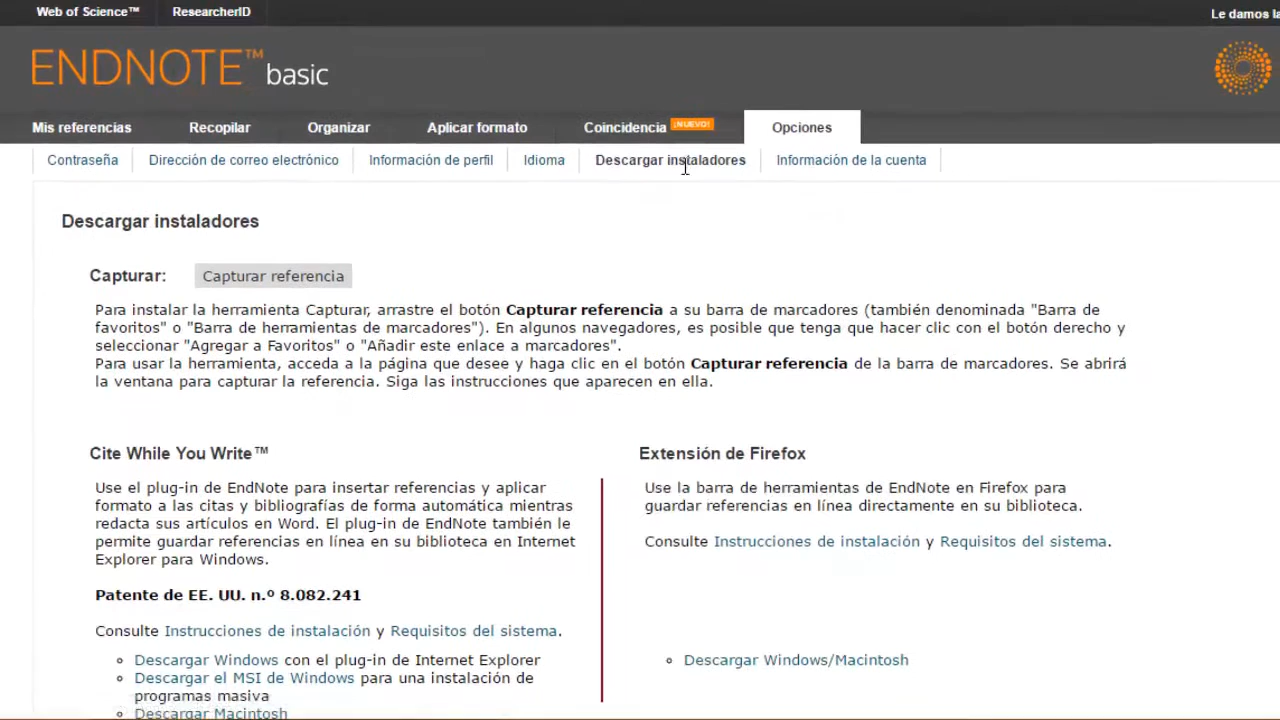 Web of Science™ ResearcherID Le damos la
ENDNOTE™ basic
Mis referencias Recopilar Organizar Aplicar formato Coincidencia ¡NUEVO! Opciones
Contraseña Dirección de correo electrónico Información de perfil Idioma Descargar instaladores Información de la cuenta
Descargar instaladores
Capturar: Capturar referencia
Para instalar la herramienta Capturar, arrastre el botón Capturar referencia a su barra de marcadores (también denominada "Barra de
favoritos" o "Barra de herramientas de marcadores"). En algunos navegadores, es posible que tenga que hacer clic con el botón derecho y
seleccionar "Agregar a Favoritos" o "Añadir este enlace a marcadores".
Para usar la herramienta, acceda a la página que desee y haga clic en el botón Capturar referencia de la barra de marcadores. Se abrirá
la ventana para capturar la referencia. Siga las instrucciones que aparecen en ella.
Cite While You Write™
Use el plug-in de EndNote para insertar referencias y aplicar
formato a las citas y bibliografías de forma automática mientras
redacta sus artículos en Word. El plug-in de EndNote también le
permite guardar referencias en línea en su biblioteca en Internet
Explorer para Windows.
Patente de EE. UU. n.º 8.082.241
Consulte Instrucciones de instalación y Requisitos del sistema.
Descargar Windows con el plug-in de Internet Explorer
Descargar el MSI de Windows para una instalación de
programas masiva
Descargar Macintosh
Extensión de Firefox
Use la barra de herramientas de EndNote en Firefox para
guardar referencias en línea directamente en su biblioteca.
Consulte Instrucciones de instalación y Requisitos del sistema.
Descargar Windows/Macintosh